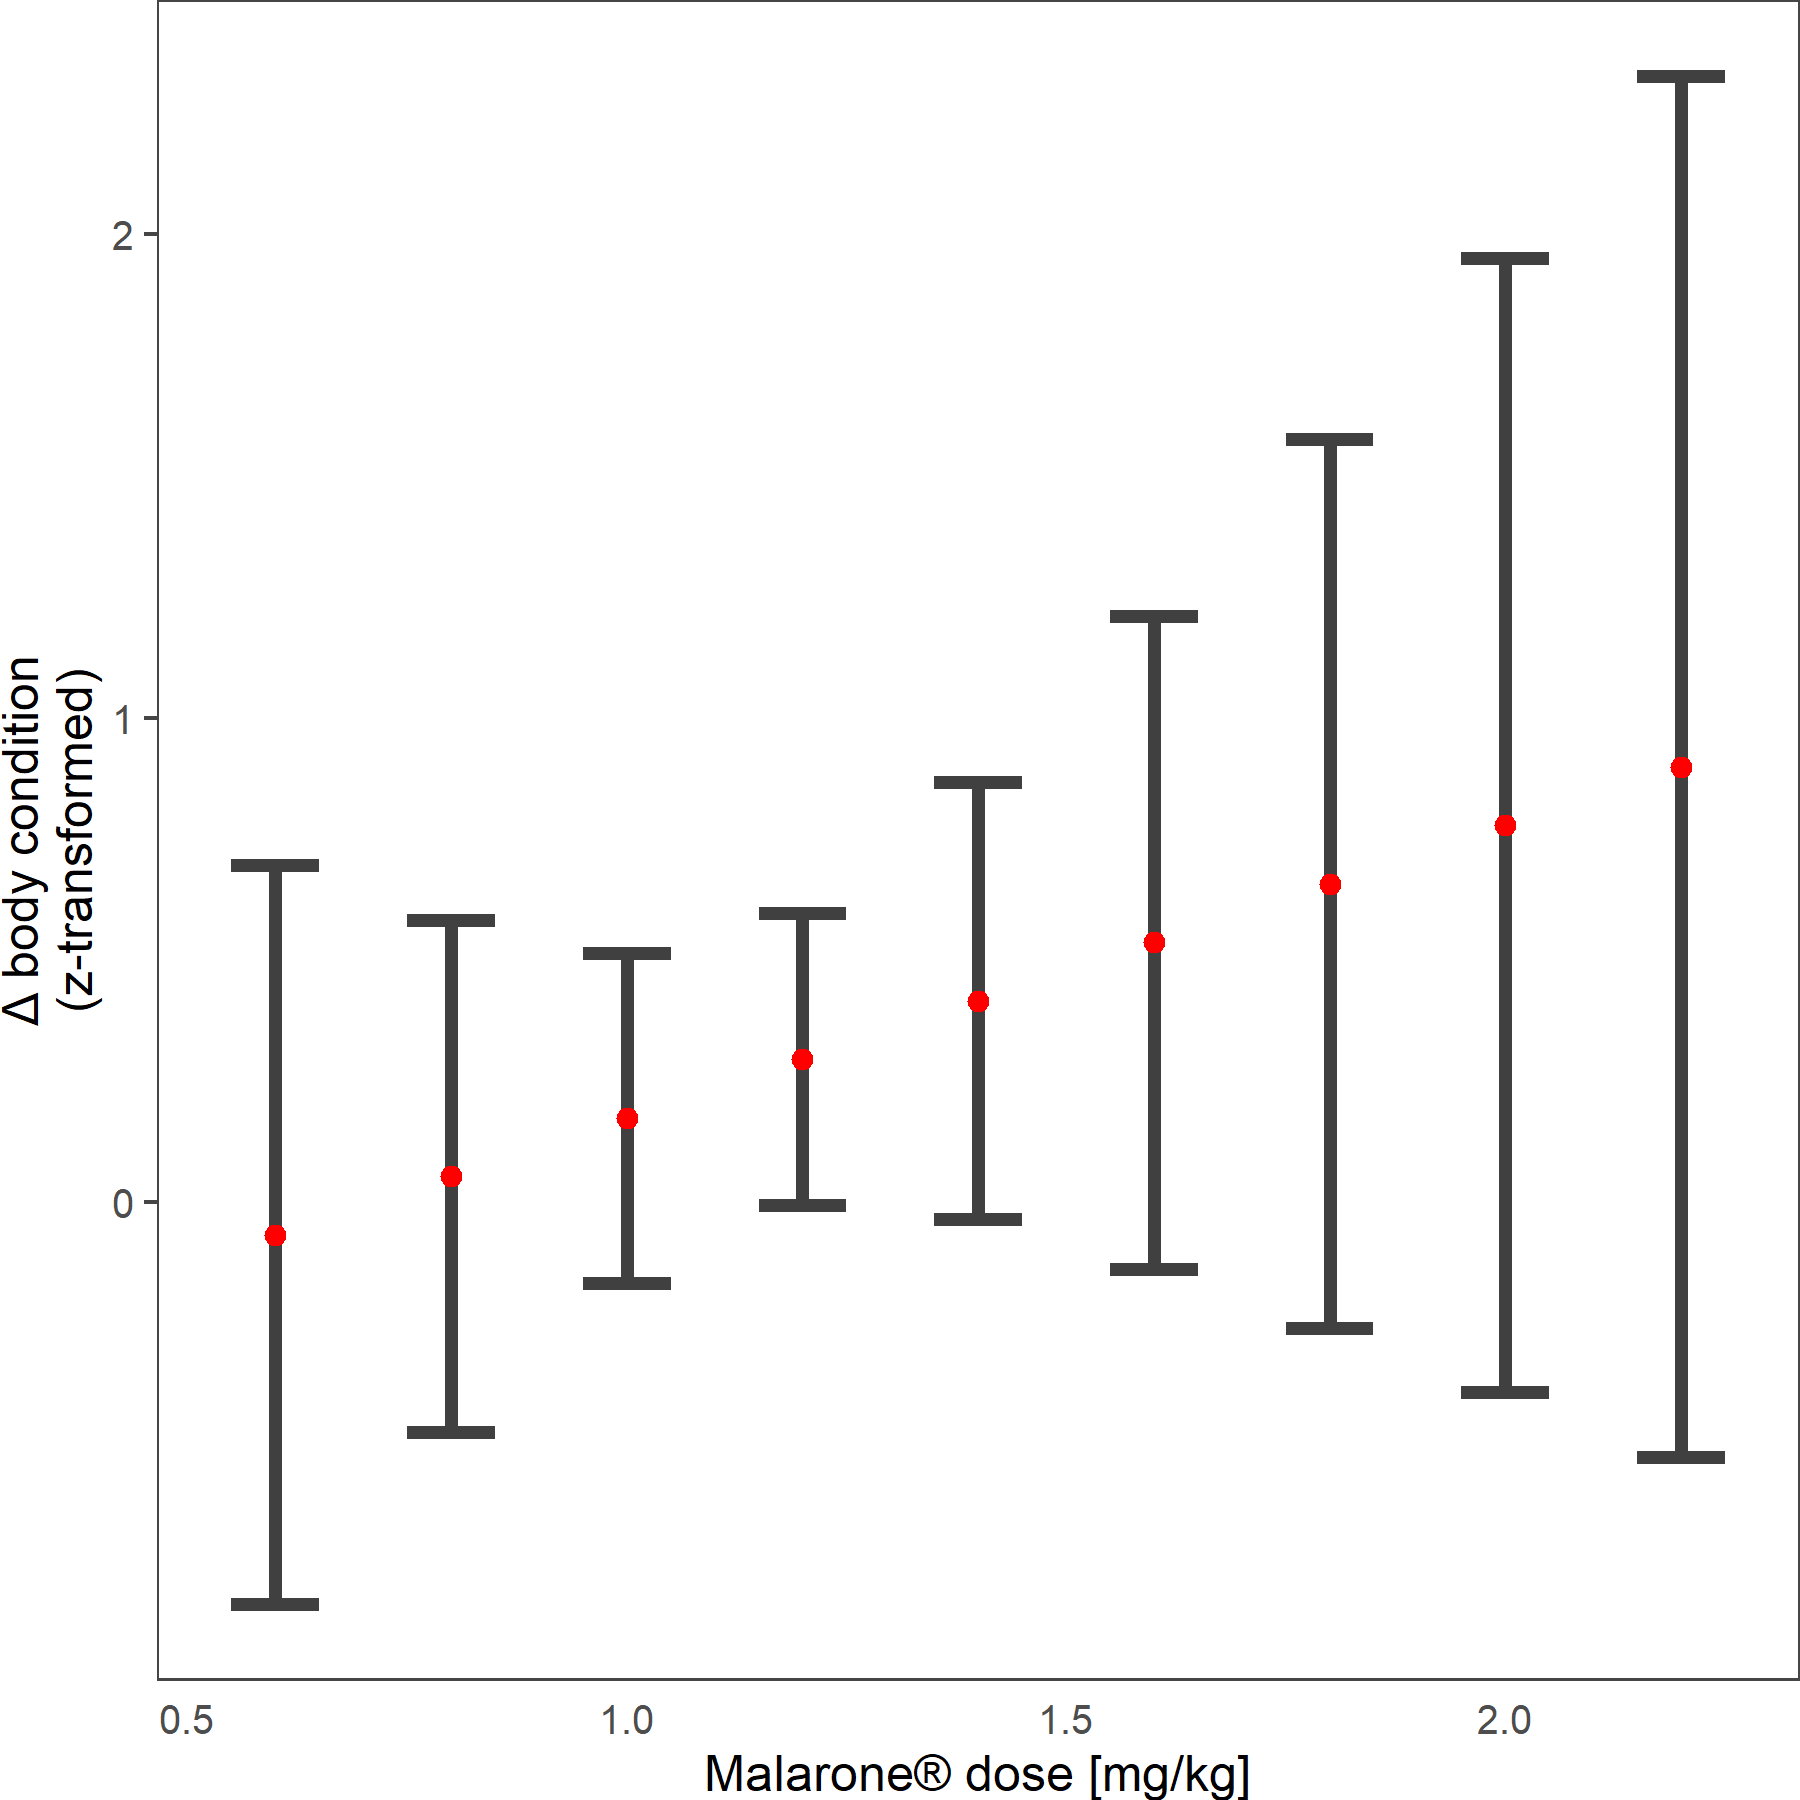 Δ body condition
(z-transformed)
2
1
0
0.5
1.0
1.5
2.0
Malarone® dose [mg/kg]